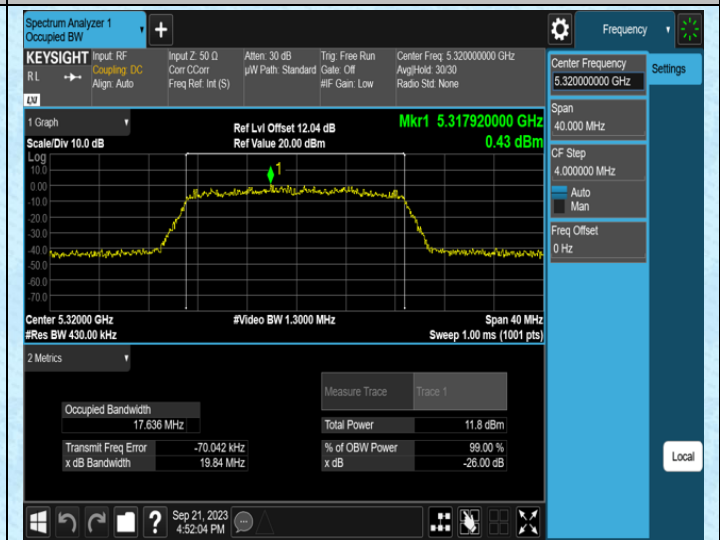 Spectrum Analyzer 1
Occupied BW
Frequency
KEYSIGHT
Input: RF
Coupling: DC
Align: Auto
Input Z: 50 Ω
Corr CCorr
Freq Ref: Int (S)
Atten: 30 dB
µW Path: Standard
Trig: Free Run
Gate: Off
#IF Gain: Low
Center Freq: 5.320000000 GHz
Avg|Hold: 30/30
Radio Std: None
RL
LXI
Center Frequency
5.320000000 GHz
Settings
Span
40.000 MHz
CF Step
4.000000 MHz
Auto
Man
Freq Offset
0 Hz
1 Graph
Scale/Div 10.0 dB
Ref Lvl Offset 12.04 dB
Ref Value 20.00 dBm
Mkr1 5.317920000 GHz
0.43 dBm
Log
10.0
0.00
-10.0
-20.0
-30.0
-40.0
-50.0
-60.0
-70.0
1
Center 5.32000 GHz
#Res BW 430.00 kHz
#Video BW 1.3000 MHz
Span 40 MHz
Sweep 1.00 ms (1001 pts)
2 Metrics
Measure Trace
Trace 1
Occupied Bandwidth
17.636 MHz
Total Power 11.8 dBm
Transmit Freq Error -70.042 kHz
% of OBW Power 99.00 %
x dB Bandwidth 19.84 MHz
x dB -26.00 dB
Local
?
Sep 21, 2023
4:52:04 PM